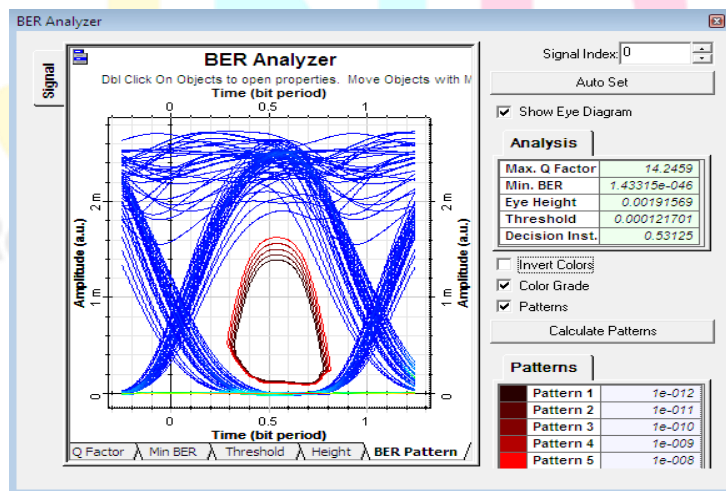 BER Analyzer
Signal
BER Analyzer
Dbl Click On Objects to open properties. Move Objects with M
Time (bit period)
0 0.5 1
Amplitude (a.u.)
2 m
1 m
0
Amplitude (a.u.)
2 m
1 m
0
0 0.5 1
Time (bit period)
Q Factor Min BER Threshold Height BER Pattern
Signal Index: 0
Auto Set
Show Eye Diagram
Analysis
Max. Q Factor 14.2459
Min. BER 1.43315e-046
Eye Height 0.00191569
Threshold 0.000121701
Decision Inst. 0.53125
Invert Colors
Color Grade
Patterns
Calculate Patterns
Patterns
Pattern 1 1e-012
Pattern 2 1e-011
Pattern 3 1e-010
Pattern 4 1e-009
Pattern 5 1e-008